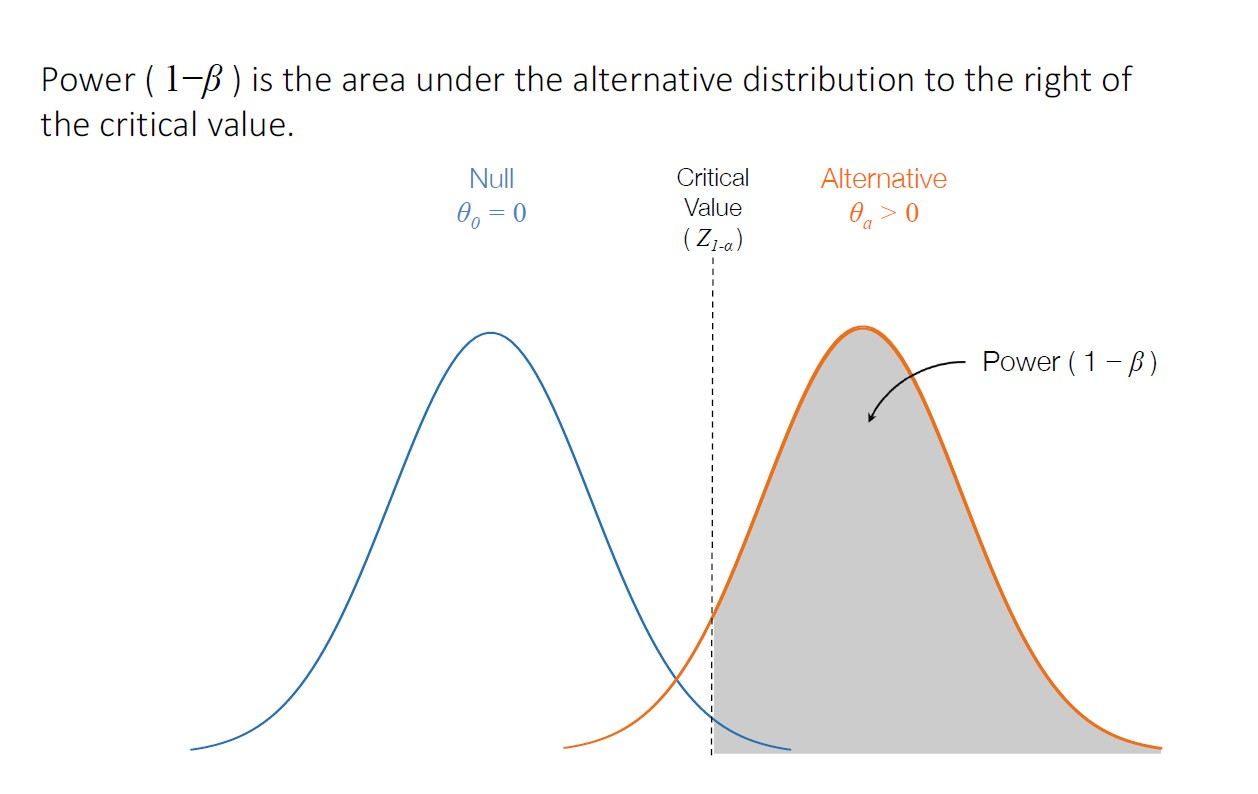 Power ( 1−β ) is the area under the alternative distribution to the right of
the critical value.
Null
θ₀ = 0
Critical
Value
( Z₁₋α )
Alternative
θₐ > 0
Power ( 1 − β )